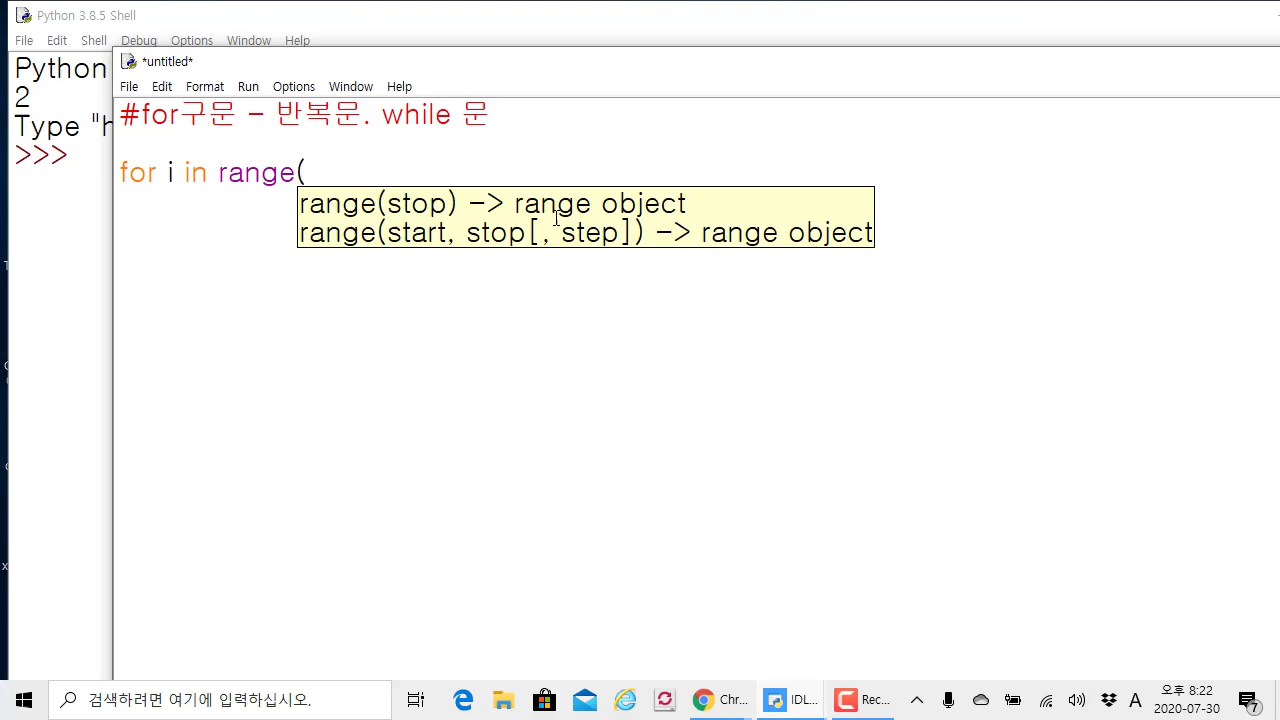 Python 3.8.5 Shell
File Edit Shell Debug Options Window Help
Python
2
Type "h
>>>
*untitled*
File Edit Format Run Options Window Help
#for구문 - 반복문. while 문
for i in range(
range(stop) -> range object
range(start, stop[, step]) -> range object
검색하려면 여기에 입력하십시오.
Chr...
IDL...
Rec...
A
오후 8:22
2020-07-30
7